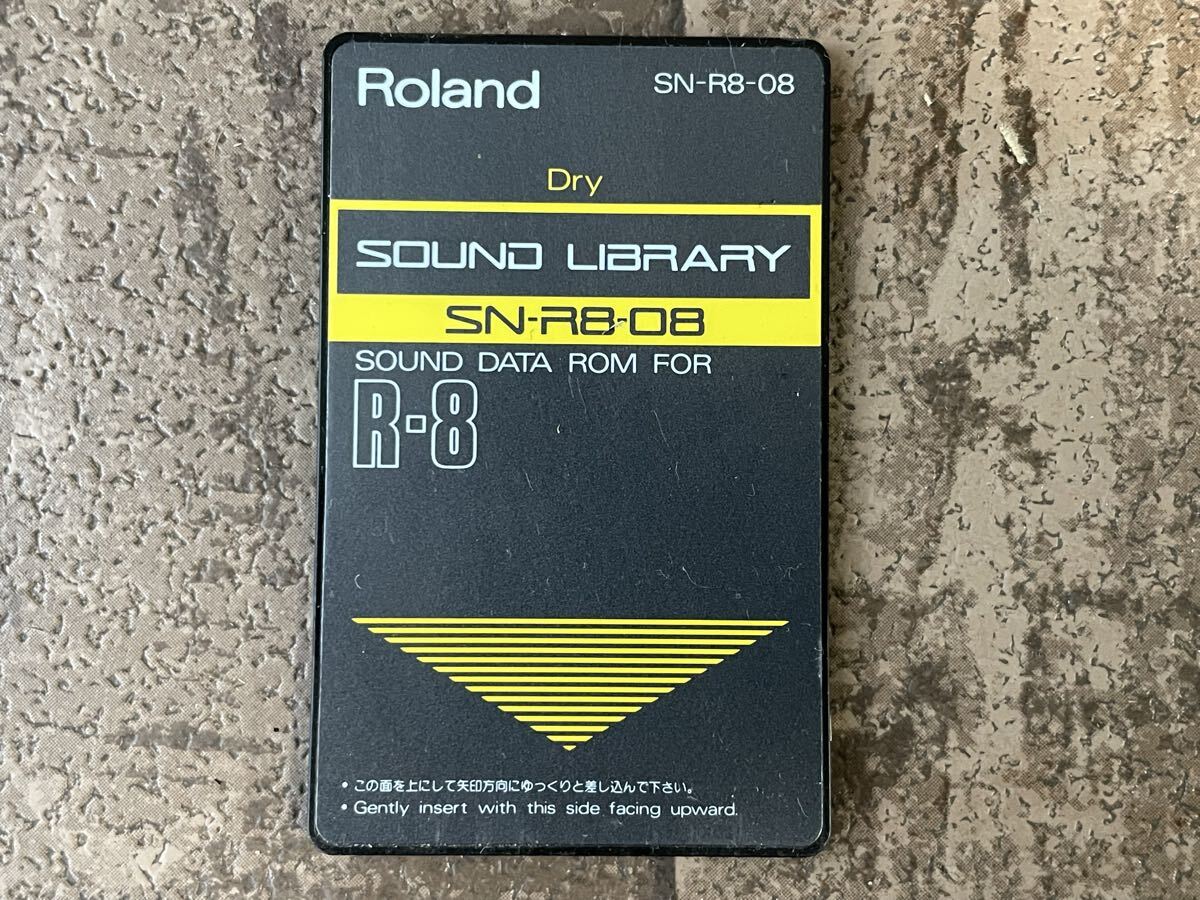 Roland
SN-R8-08
Dry
SOUND LIBRARY
SN-R8-08
SOUND DATA ROM FOR
R-8
• この面を上にして矢印方向にゆっくりと差し込んで下さい。
• Gently insert with this side facing upward.